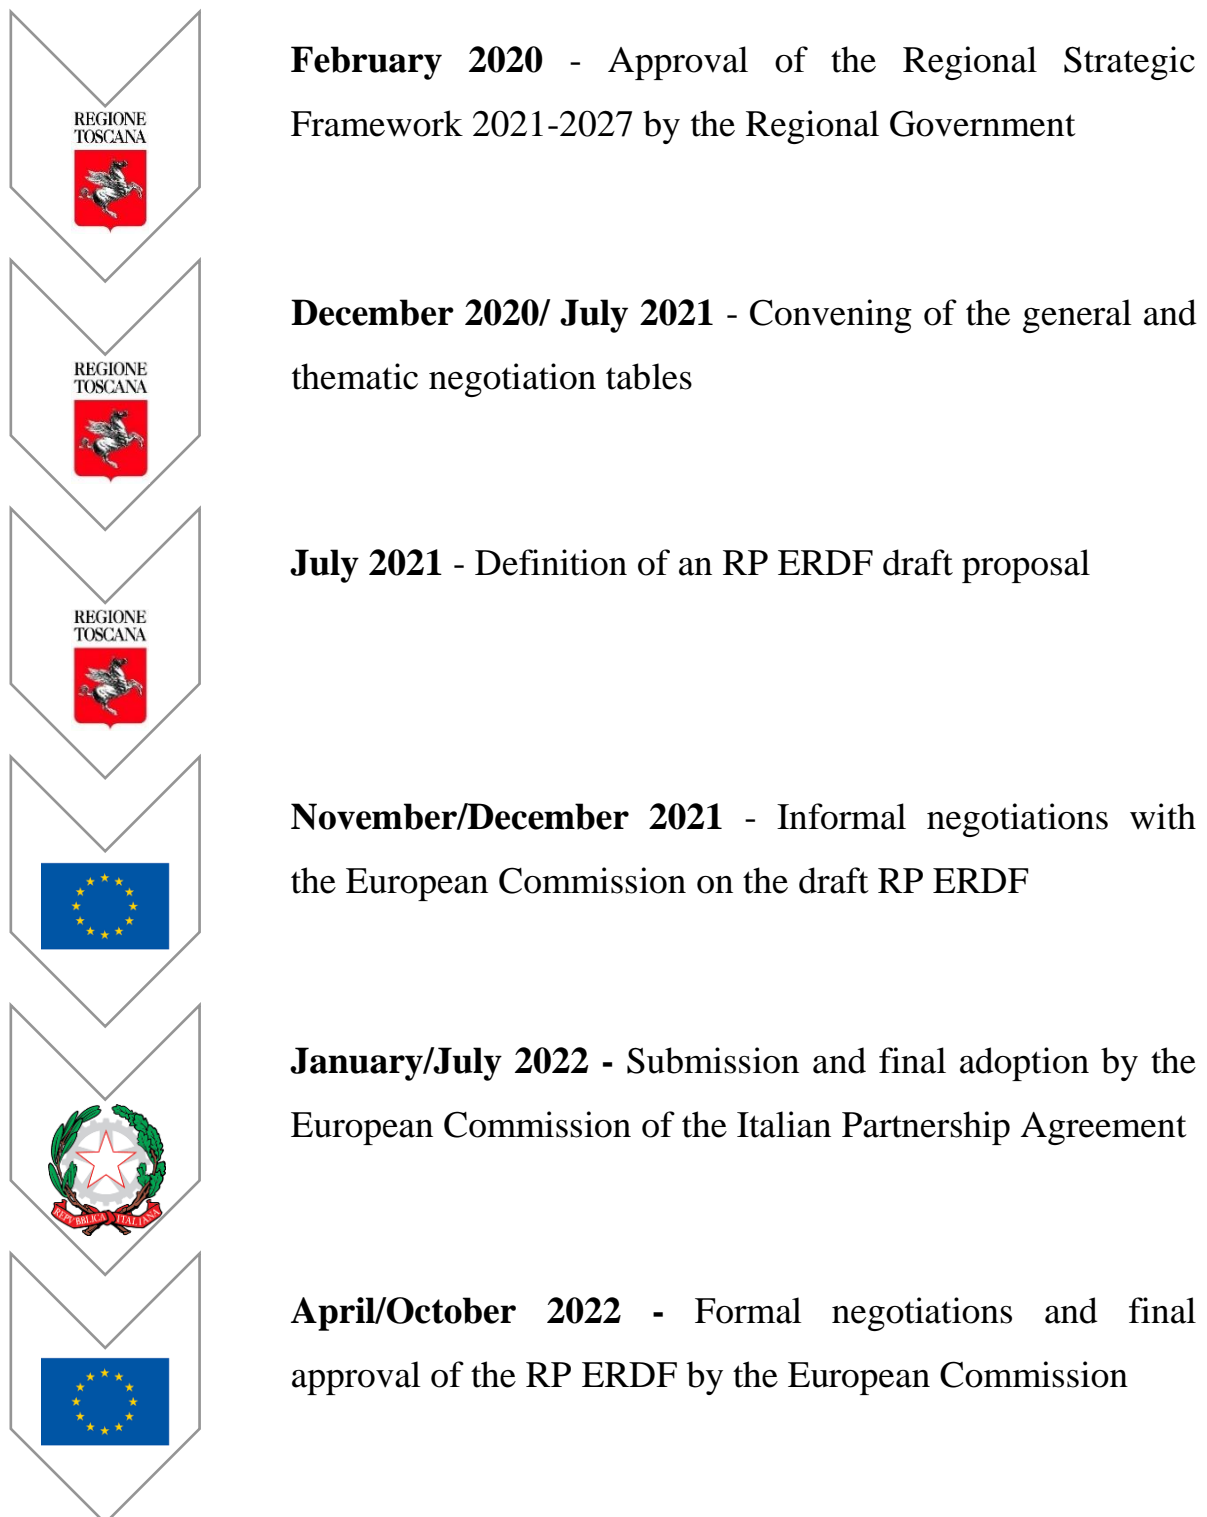 REGIONE
TOSCANA
February 2020 - Approval of the Regional Strategic
Framework 2021-2027 by the Regional Government
REGIONE
TOSCANA
December 2020/ July 2021 - Convening of the general and
thematic negotiation tables
REGIONE
TOSCANA
July 2021 - Definition of an RP ERDF draft proposal
November/December 2021 - Informal negotiations with
the European Commission on the draft RP ERDF
January/July 2022 - Submission and final adoption by the
European Commission of the Italian Partnership Agreement
REPVBBLICA ITALIANA
April/October 2022 - Formal negotiations and final
approval of the RP ERDF by the European Commission